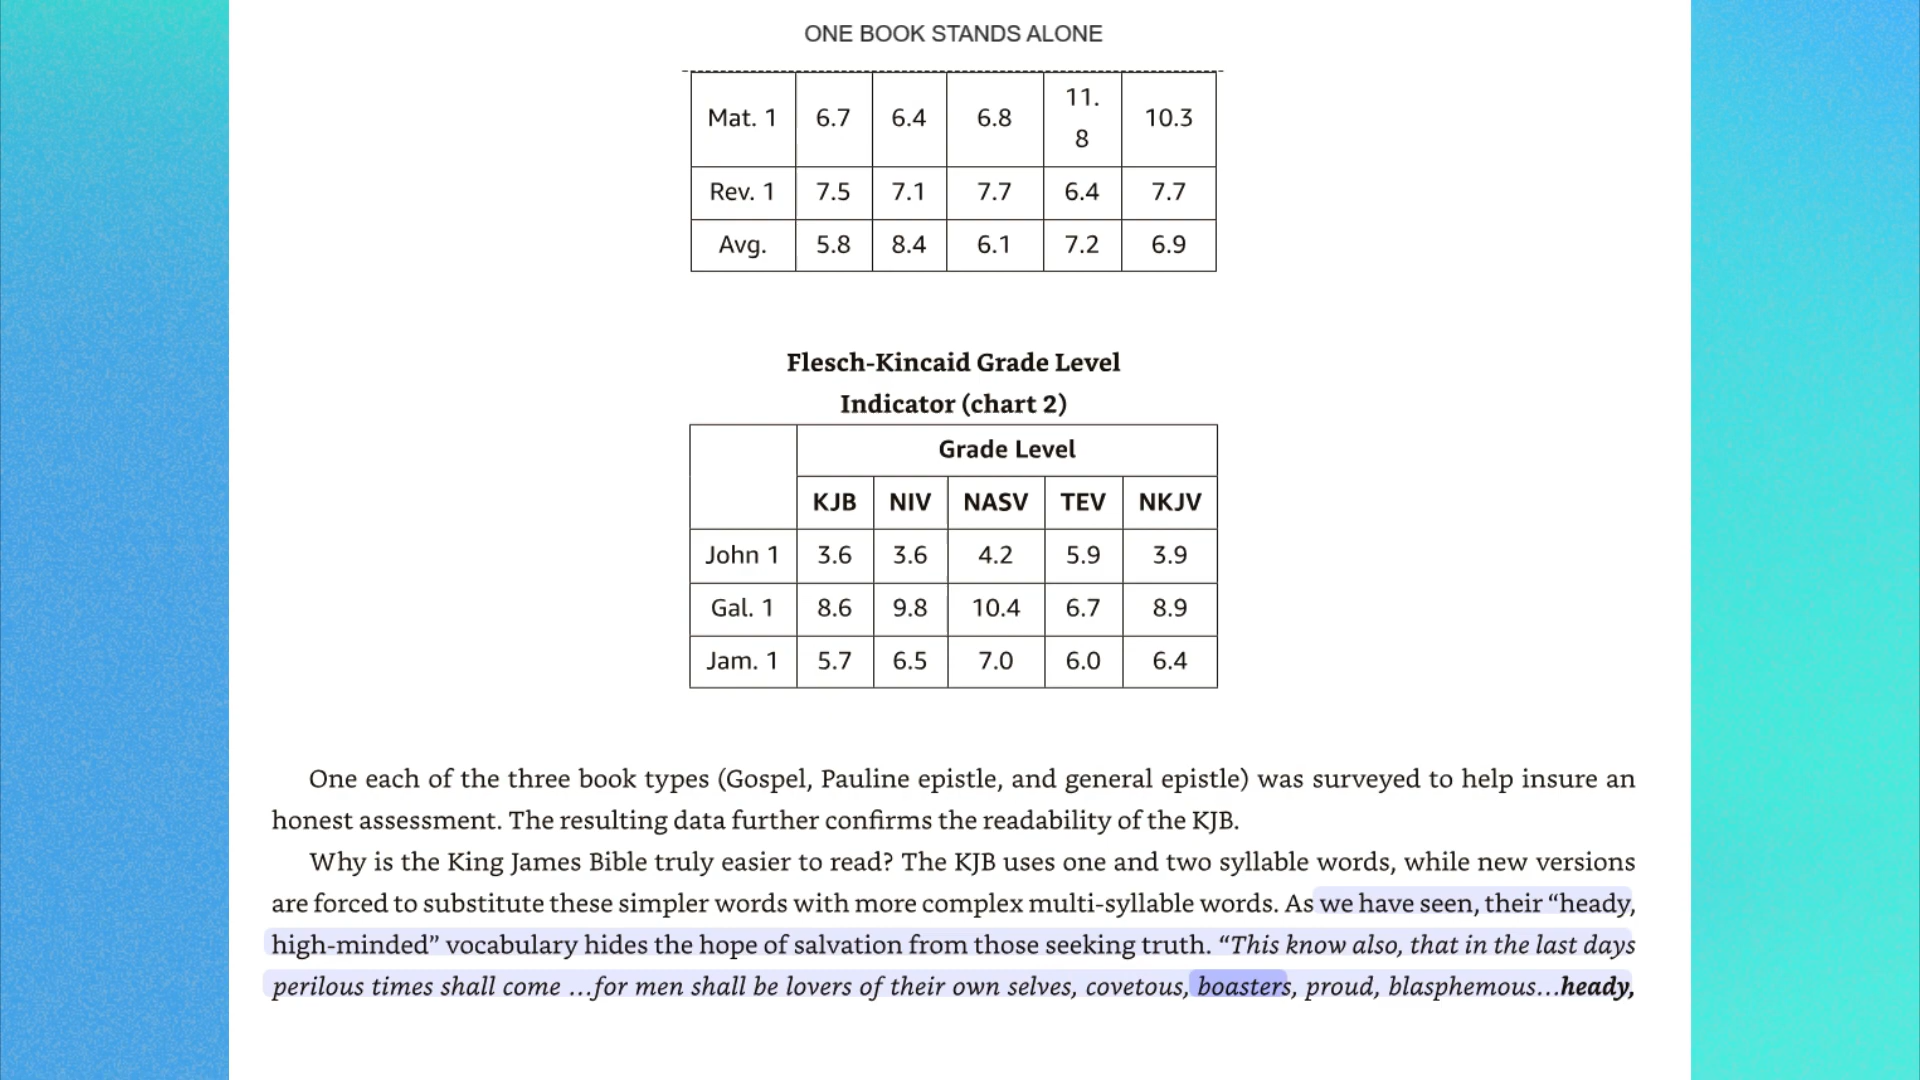 ONE BOOK STANDS ALONE
Mat. 1 6.7 6.4 6.8 11. 8 10.3
Rev. 1 7.5 7.1 7.7 6.4 7.7
Avg. 5.8 8.4 6.1 7.2 6.9
Flesch-Kincaid Grade Level
Indicator (chart 2)
Grade Level
KJB NIV NASV TEV NKJV
John 1 3.6 3.6 4.2 5.9 3.9
Gal. 1 8.6 9.8 10.4 6.7 8.9
Jam. 1 5.7 6.5 7.0 6.0 6.4
One each of the three book types (Gospel, Pauline epistle, and general epistle) was surveyed to help insure an
honest assessment. The resulting data further confirms the readability of the KJB.
Why is the King James Bible truly easier to read? The KJB uses one and two syllable words, while new versions
are forced to substitute these simpler words with more complex multi-syllable words. As we have seen, their “heady,
high-minded” vocabulary hides the hope of salvation from those seeking truth. “This know also, that in the last days
perilous times shall come …for men shall be lovers of their own selves, covetous, boasters, proud, blasphemous…heady,